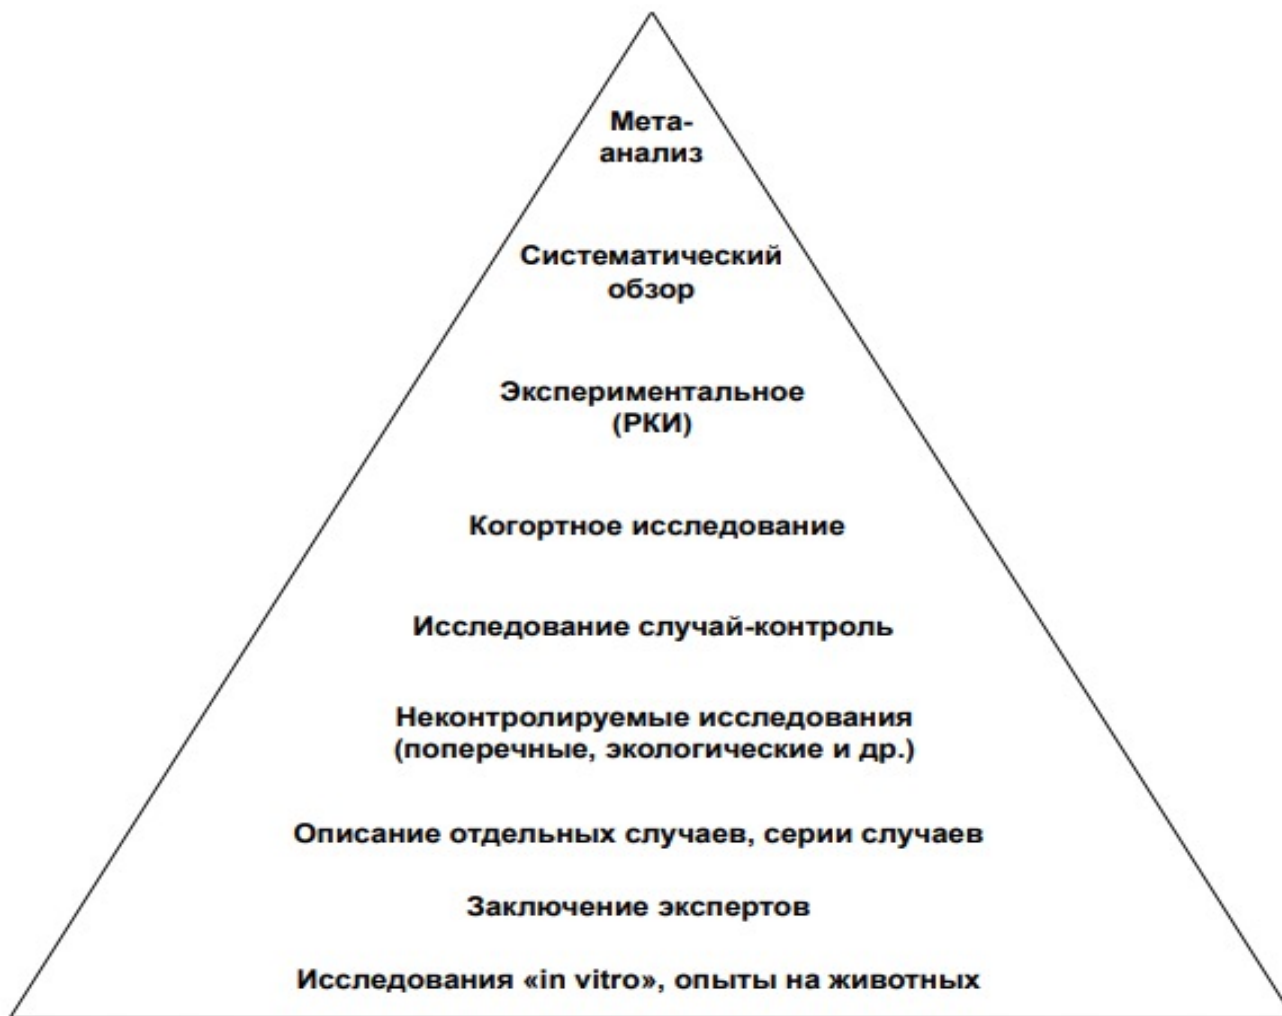 Мета-
анализ
Систематический
обзор
Экспериментальное
(РКИ)
Когортное исследование
Исследование случай-контроль
Неконтролируемые исследования
(поперечные, экологические и др.)
Описание отдельных случаев, серии случаев
Заключение экспертов
Исследования «in vitro», опыты на животных